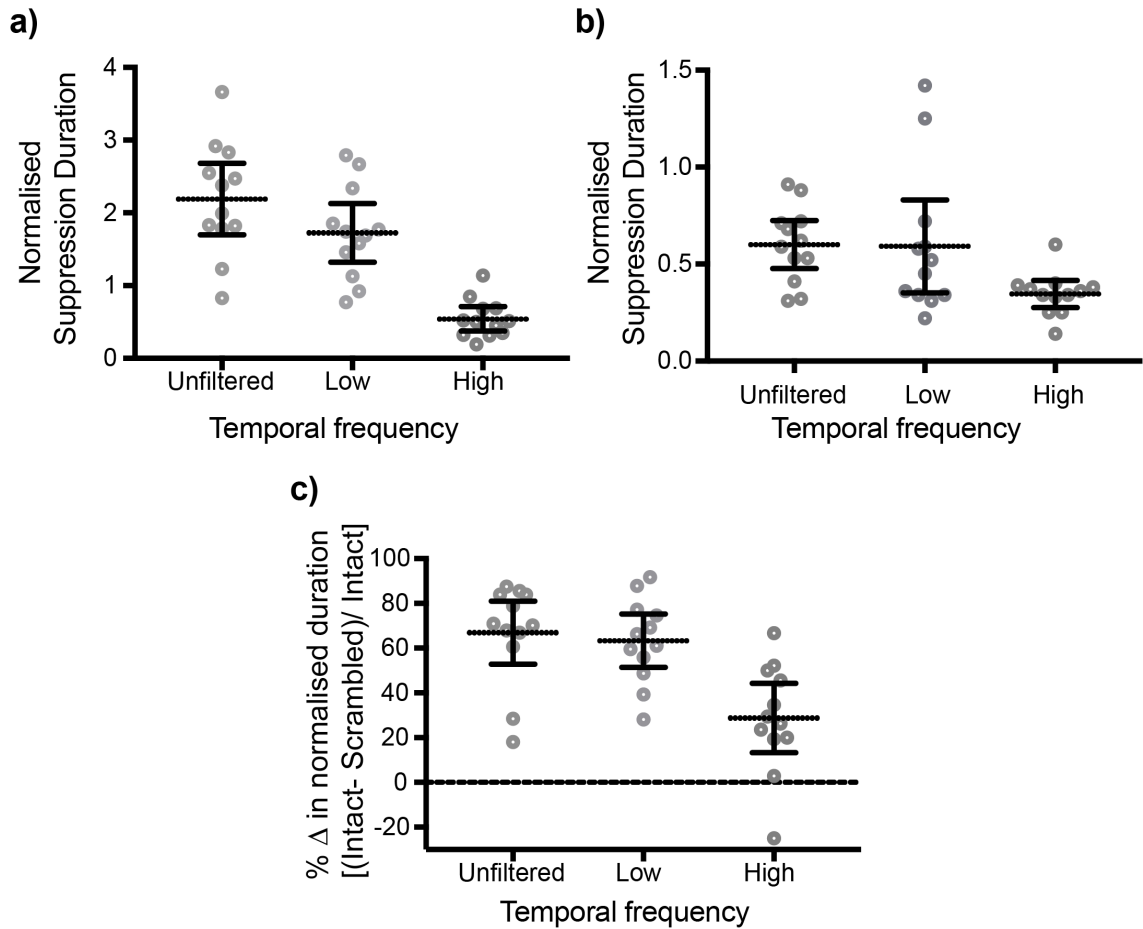 a)
Normalised
Suppression Duration
4
3
2
1
0
Unfiltered
Low
High
Temporal frequency
b)
Normalised
Suppression Duration
1.5
1.0
0.5
0.0
Unfiltered
Low
High
Temporal frequency
c)
% Δ in normalised duration
[(Intact- Scrambled)/ Intact]
100
80
60
40
20
0
-20
Unfiltered
Low
High
Temporal frequency